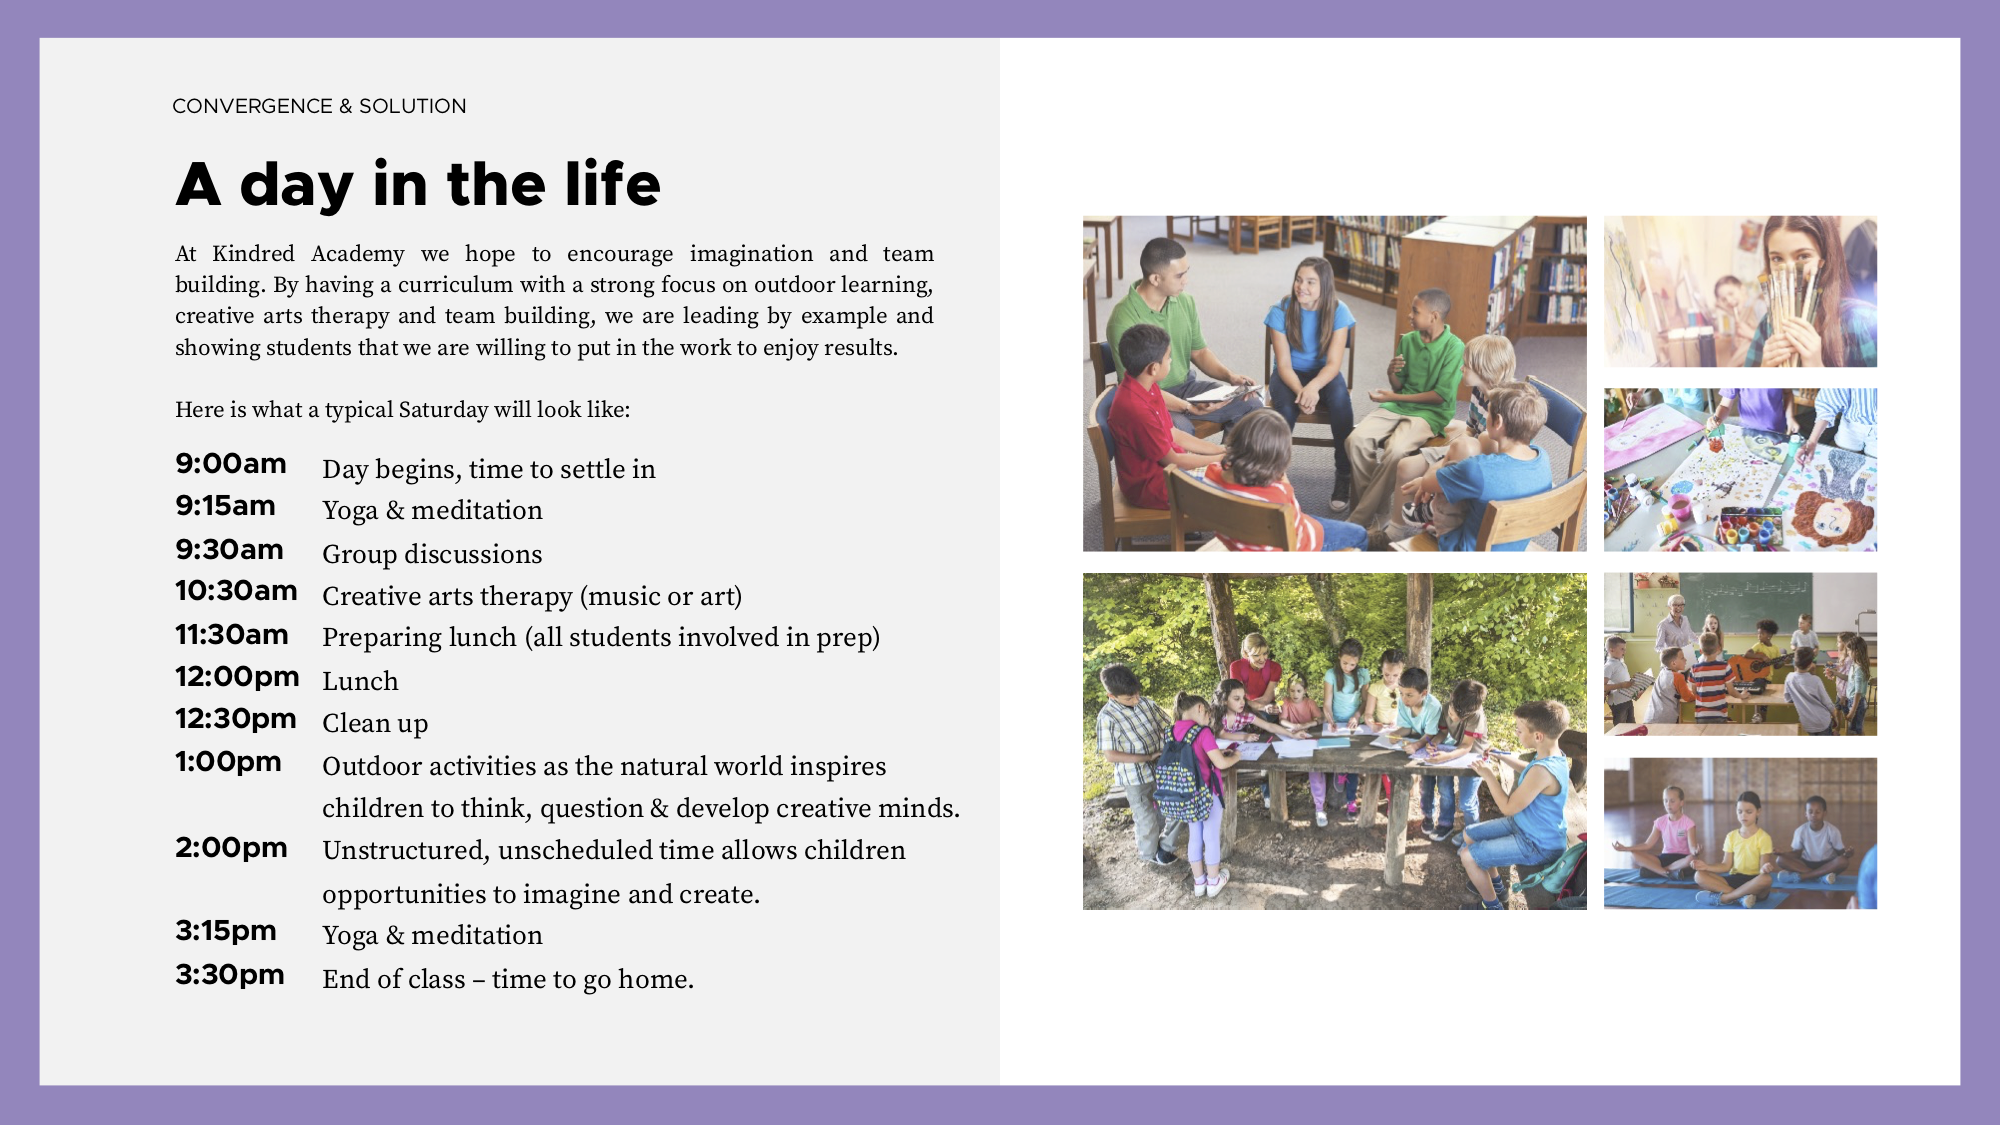 CONVERGENCE & SOLUTION
A day in the life
At Kindred Academy we hope to encourage imagination and team
building. By having a curriculum with a strong focus on outdoor learning,
creative arts therapy and team building, we are leading by example and
showing students that we are willing to put in the work to enjoy results.
Here is what a typical Saturday will look like:
9:00am Day begins, time to settle in
9:15am Yoga & meditation
9:30am Group discussions
10:30am Creative arts therapy (music or art)
11:30am Preparing lunch (all students involved in prep)
12:00pm Lunch
12:30pm Clean up
1:00pm Outdoor activities as the natural world inspires
children to think, question & develop creative minds.
2:00pm Unstructured, unscheduled time allows children
opportunities to imagine and create.
3:15pm Yoga & meditation
3:30pm End of class – time to go home.